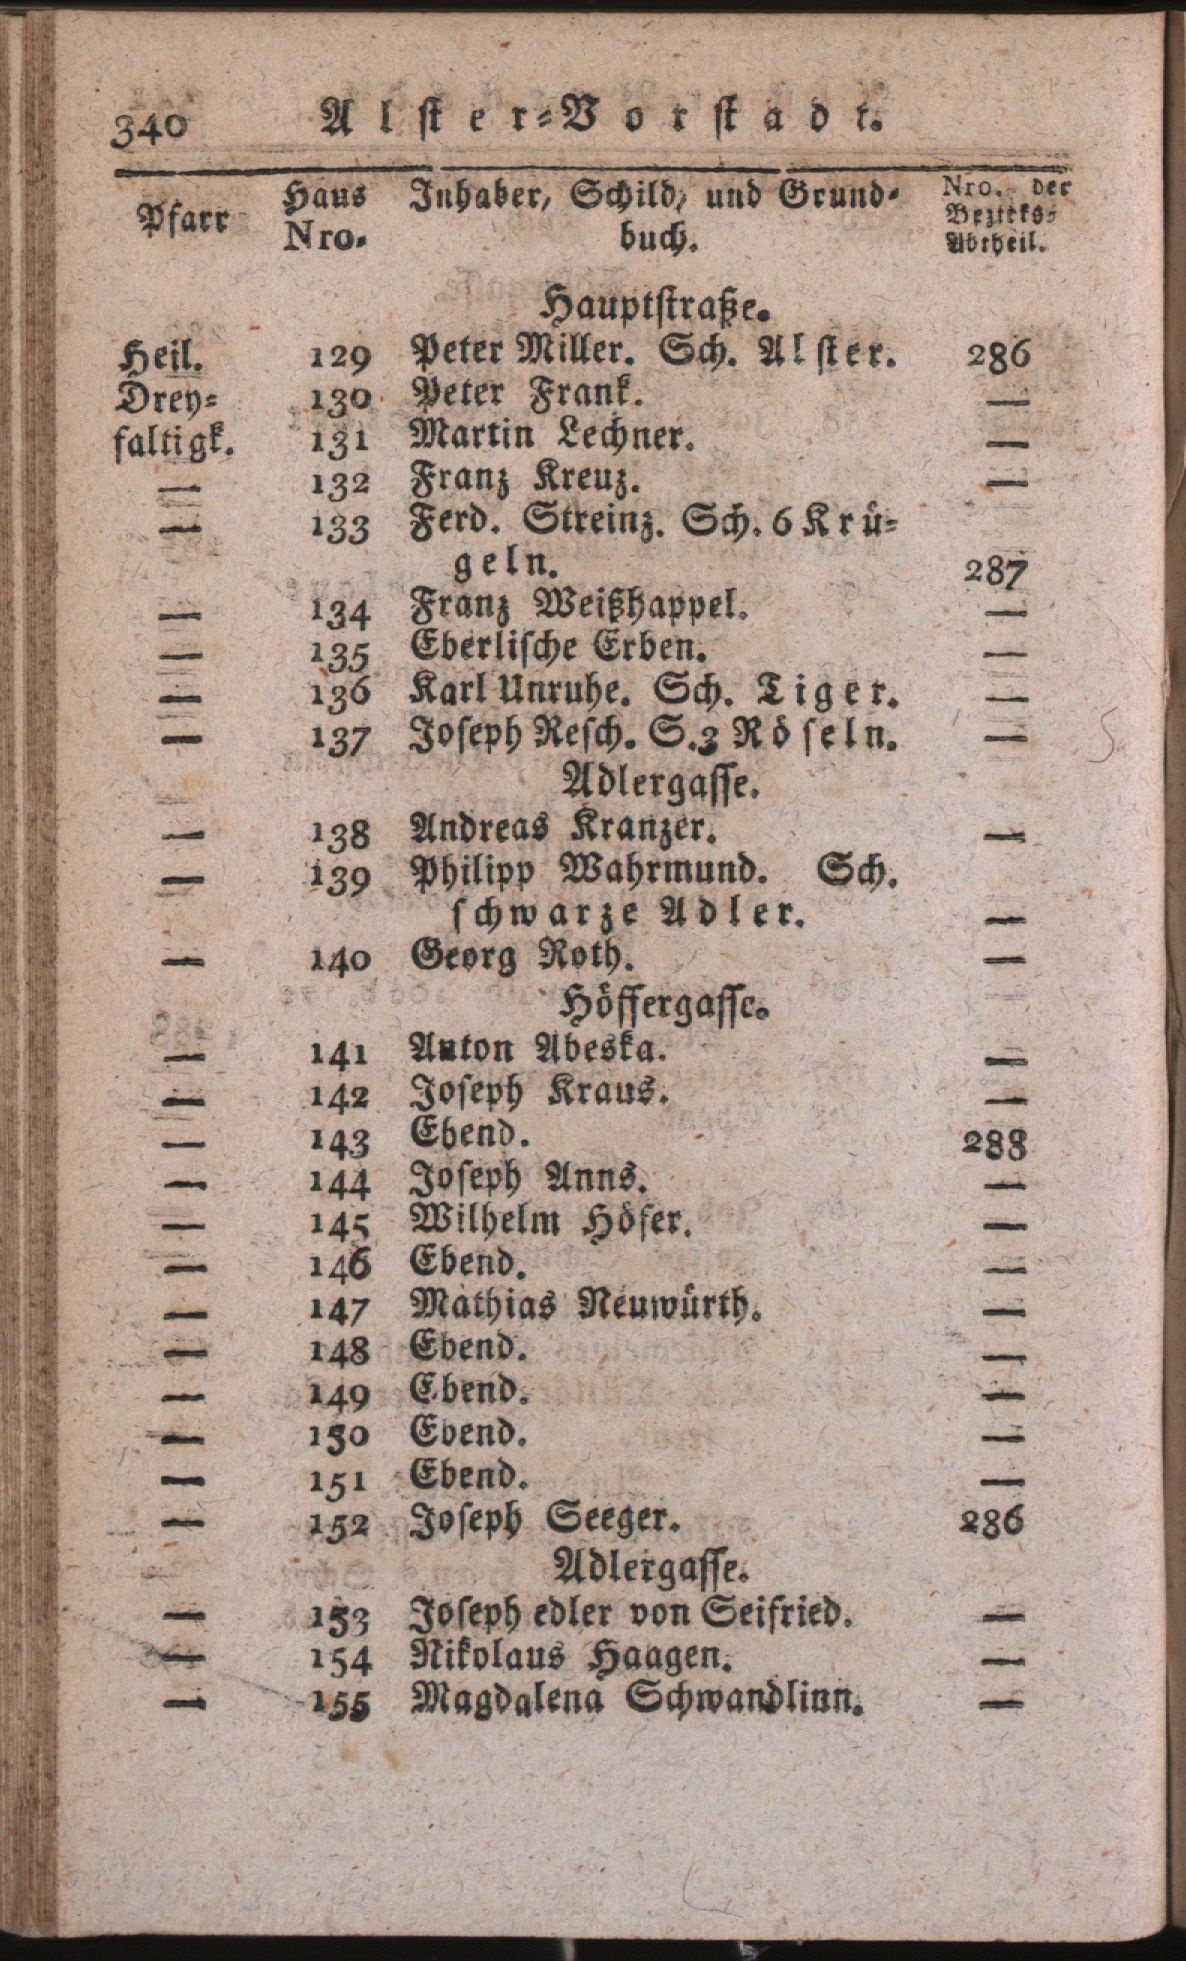 340 Alster=Vorstadt.
Pfarr Haus Nro. Inhaber, Schild, und Grund=buch. Nro. der Bezirks=Abtheil.
Hauptstraße.
Heil. 129 Peter Miller. Sch. Alster. 286
Drey= 130 Peter Frank. —
faltigk. 131 Martin Lechner. —
— 132 Franz Kreuz. —
— 133 Ferd. Streinz. Sch. 6 Krü=
geln. 287
— 134 Franz Weißhappel. —
— 135 Eberlische Erben. —
— 136 Karl Unruhe. Sch. Tiger. —
— 137 Joseph Resch. S. 3 Röseln. —
Adlergasse.
— 138 Andreas Kranzer. —
— 139 Philipp Wahrmund. Sch.
schwarze Adler. —
— 140 Georg Roth. —
Höffergasse.
— 141 Anton Abeska. —
— 142 Joseph Kraus. —
— 143 Ebend. 288
— 144 Joseph Anns. —
— 145 Wilhelm Höfer. —
— 146 Ebend. —
— 147 Mathias Neuwürth. —
— 148 Ebend. —
— 149 Ebend. —
— 150 Ebend. —
— 151 Ebend. —
— 152 Joseph Seeger. 286
Adlergasse.
— 153 Joseph edler von Seifried. —
— 154 Nikolaus Haagen. —
— 155 Magdalena Schwandlinn. —